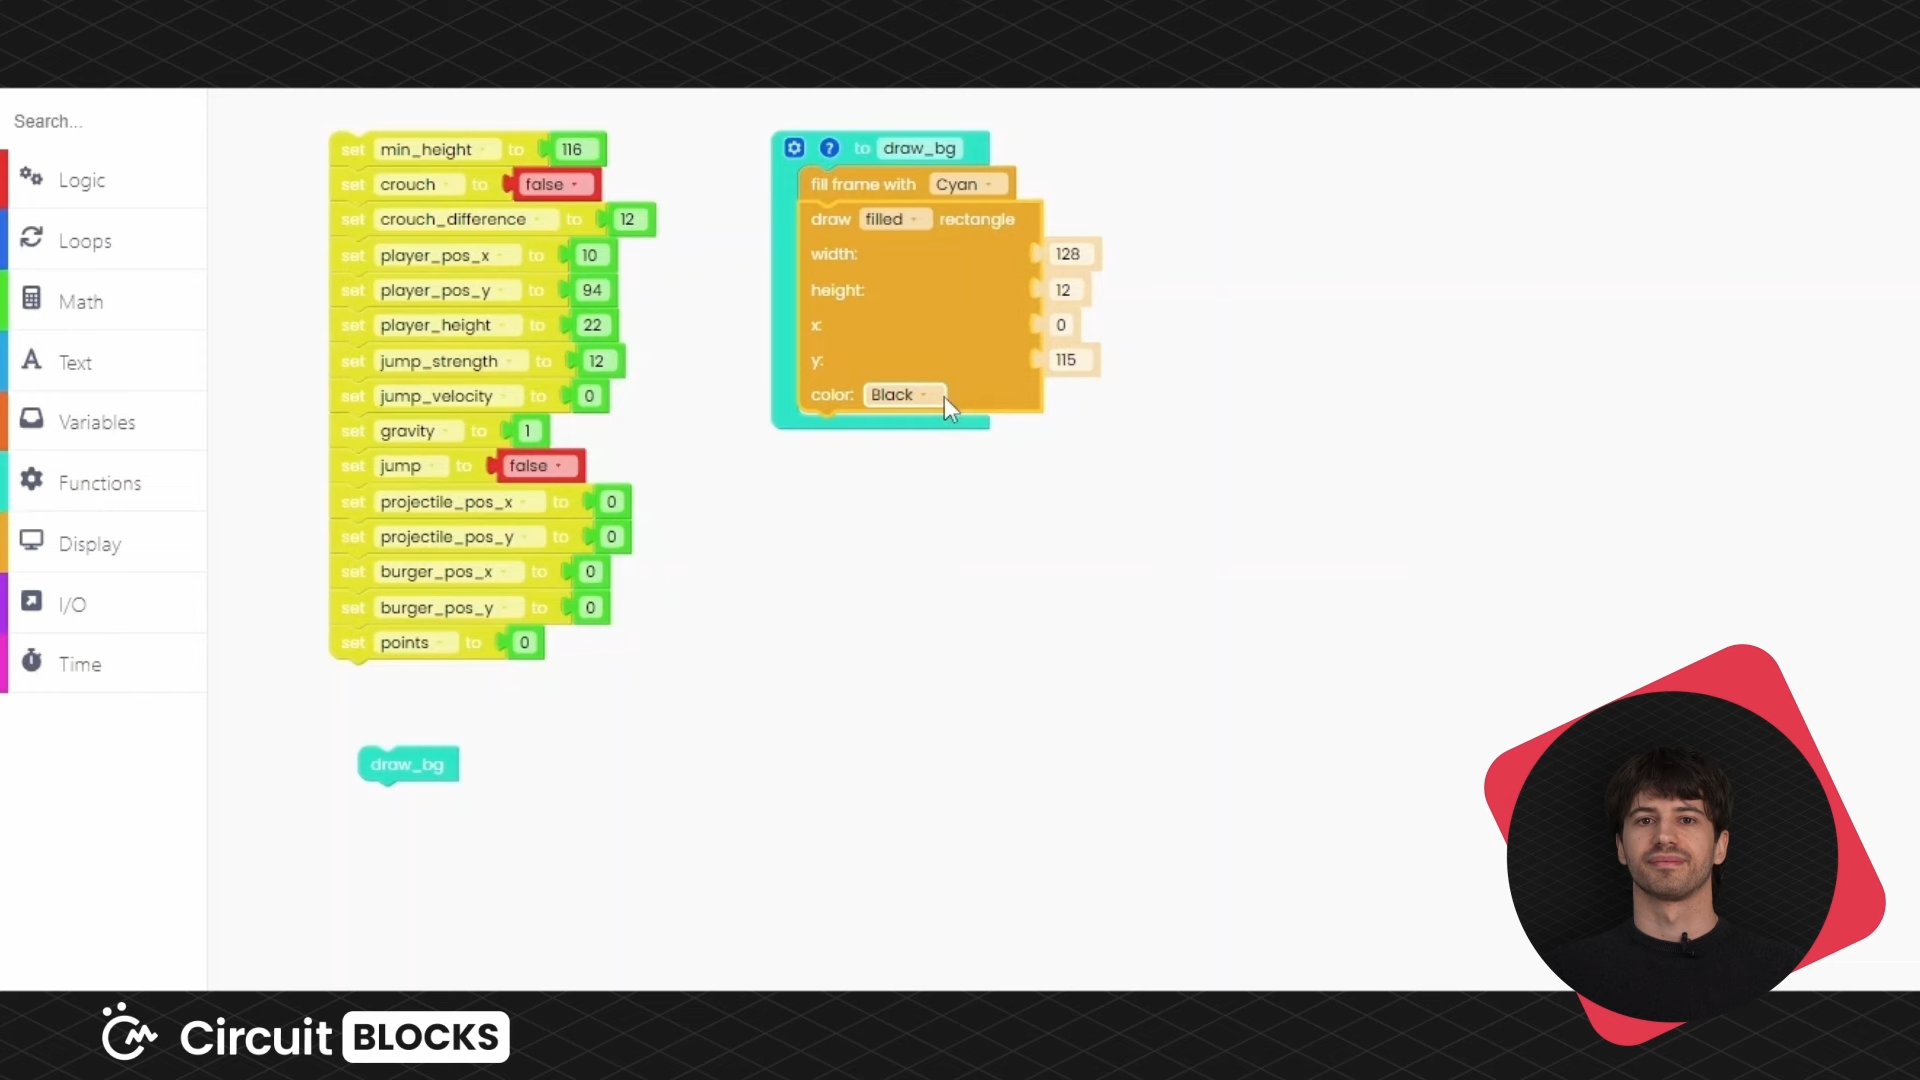 Search...
Logic
Loops
Math
Text
Variables
Functions
Display
I/O
Time
set min_height to 116
set crouch to false
set crouch_difference to 12
set player_pos_x to 10
set player_pos_y to 94
set player_height to 22
set jump_strength to 12
set jump_velocity to 0
set gravity to 1
set jump to false
set projectile_pos_x to 0
set projectile_pos_y to 0
set burger_pos_x to 0
set burger_pos_y to 0
set points to 0
draw_bg
? to draw_bg
fill frame with Cyan
draw filled rectangle
width: 128
height: 12
x: 0
y: 115
color: Black
Circuit BLOCKS